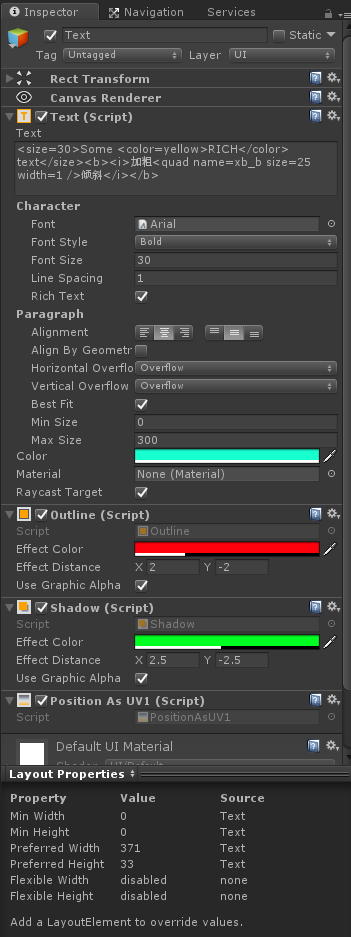 Inspector Navigation Services
Text Static
Tag Untagged Layer UI
Rect Transform
Canvas Renderer
Text (Script)
Text
<size=30>Some <color=yellow>RICH</color>
text</size><b><i>加粗<quad name=xb_b size=25
width=1 />倾斜</i></b>
Character
Font Arial
Font Style Bold
Font Size 30
Line Spacing 1
Rich Text
Paragraph
Alignment
Align By Geometr
Horizontal Overflo Overflow
Vertical Overflow Overflow
Best Fit
Min Size 0
Max Size 300
Color
Material None (Material)
Raycast Target
Outline (Script)
Script Outline
Effect Color
Effect Distance X 2 Y -2
Use Graphic Alpha
Shadow (Script)
Script Shadow
Effect Color
Effect Distance X 2.5 Y -2.5
Use Graphic Alpha
Position As UV1 (Script)
Script PositionAsUV1
Default UI Material
Shader UI/Default
Layout Properties
Property Value Source
Min Width 0 Text
Min Height 0 Text
Preferred Width 371 Text
Preferred Height 33 Text
Flexible Width disabled none
Flexible Height disabled none
Add a LayoutElement to override values.